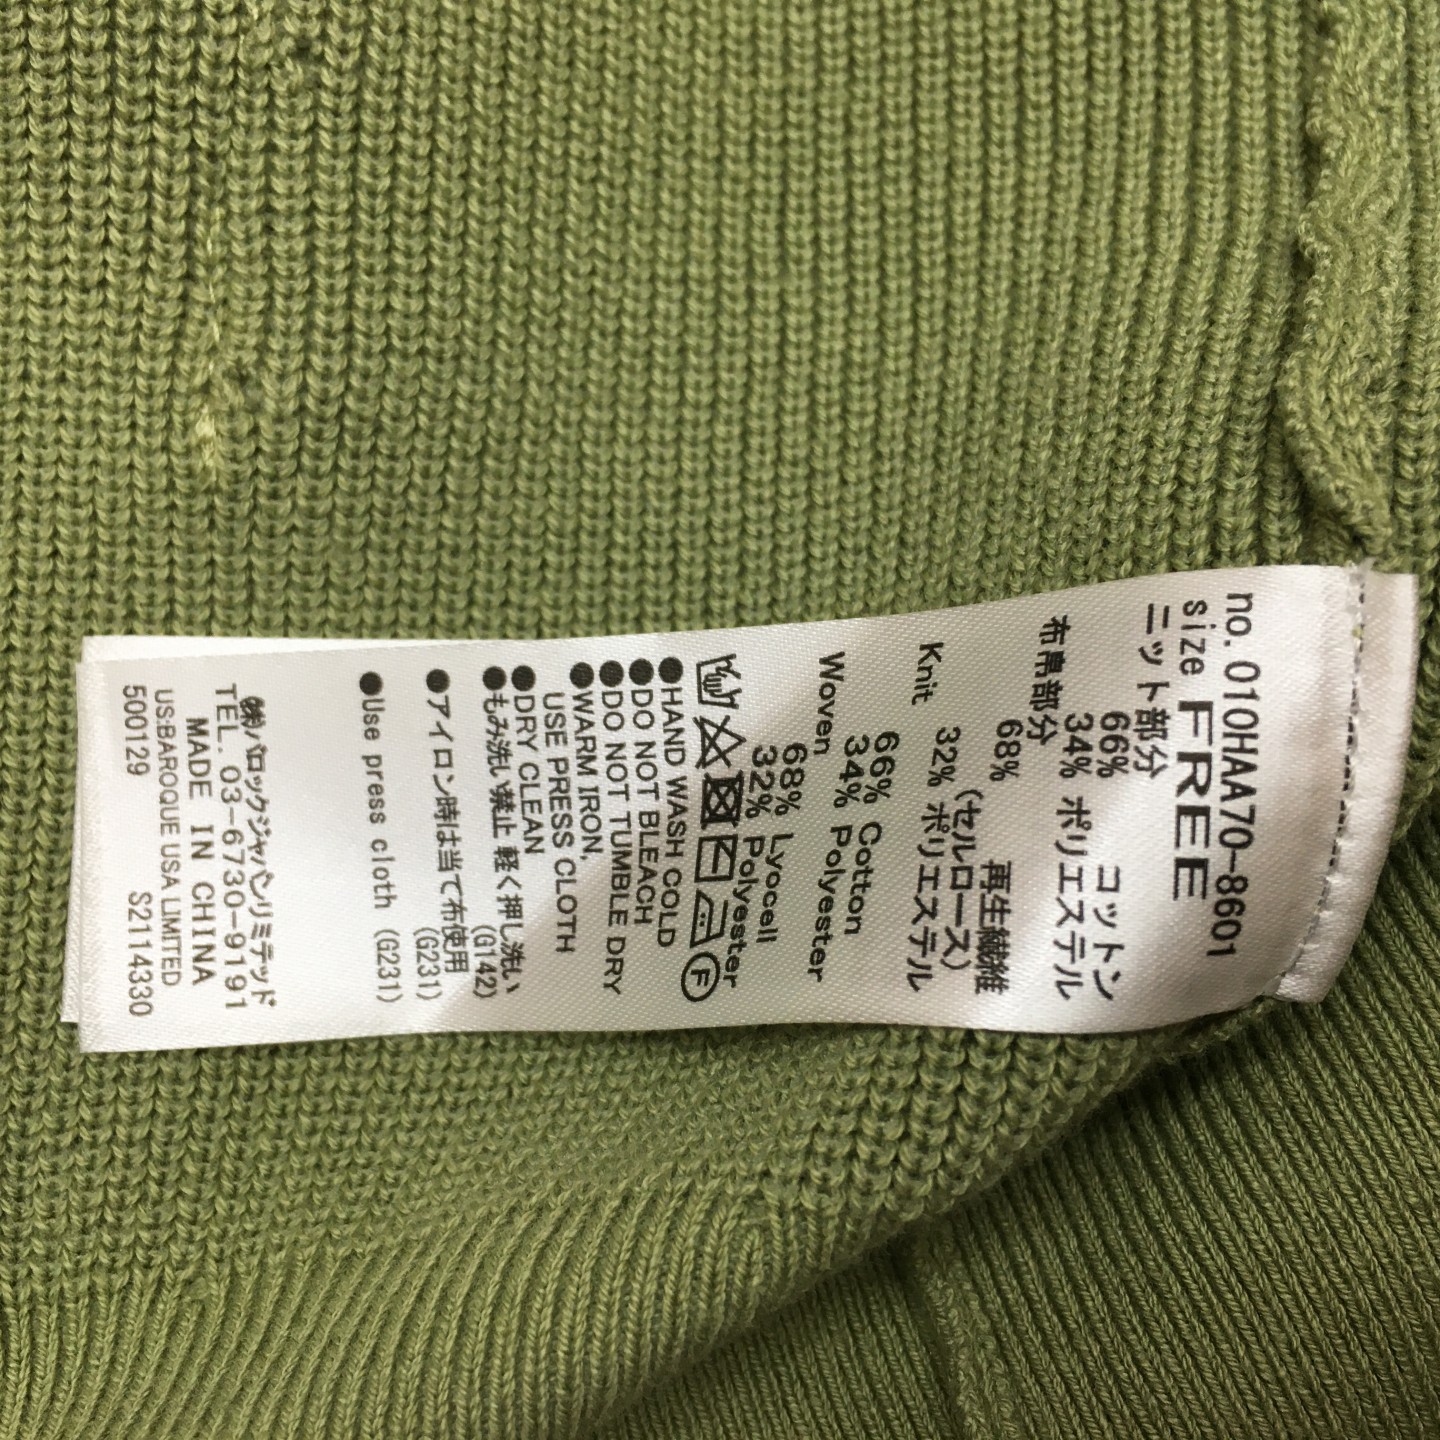 no. 010HAA70-8601
size FREE
ニット部分
66% コットン
34% ポリエステル
布帛部分
68% 再生繊維
(セルロース)
32% ポリエステル
Knit
66% Cotton
34% Polyester
Woven
68% Lyocell
32% Polyester
F
●HAND WASH COLD
●DO NOT BLEACH
●DO NOT TUMBLE DRY
●WARM IRON,
USE PRESS CLOTH
●DRY CLEAN
●もみ洗い禁止 軽く押し洗い
(G142)
●アイロン時は当て布使用
(G231)
●Use press cloth (G231)
㈱バロックジャパンリミテッド
TEL. 03-6730-9191
MADE IN CHINA
US:BAROQUE USA LIMITED
500129 S2114330